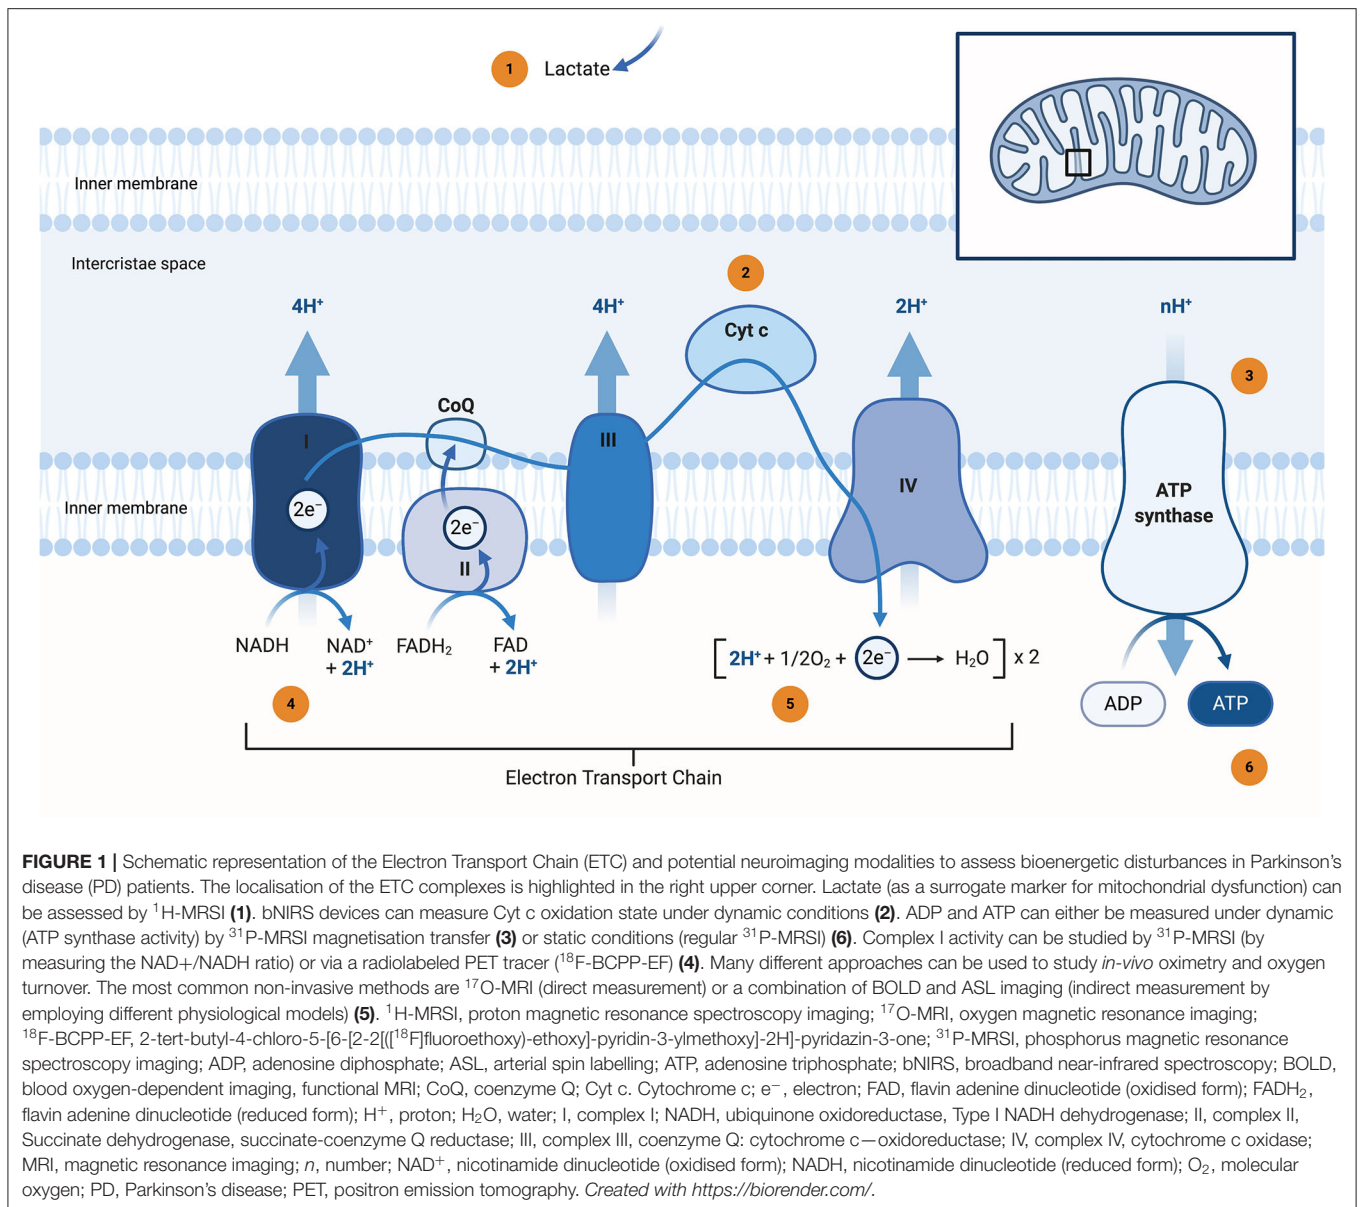 1 Lactate
Inner membrane
Intercristae space
2
4H⁺ 4H⁺ Cyt c 2H⁺ nH⁺
3
CoQ
I III
IV
Inner membrane 2e⁻ 2e⁻ ATP
synthase
II
NADH NAD⁺ FADH₂ FAD
+ 2H⁺ + 2H⁺
[2H⁺ + 1/2O₂ + 2e⁻ ⟶ H₂O] x 2
4 5
ADP ATP
6
Electron Transport Chain
FIGURE 1 | Schematic representation of the Electron Transport Chain (ETC) and potential neuroimaging modalities to assess bioenergetic disturbances in Parkinson's
disease (PD) patients. The localisation of the ETC complexes is highlighted in the right upper corner. Lactate (as a surrogate marker for mitochondrial dysfunction) can
be assessed by ¹H-MRSI (1). bNIRS devices can measure Cyt c oxidation state under dynamic conditions (2). ADP and ATP can either be measured under dynamic
(ATP synthase activity) by ³¹P-MRSI magnetisation transfer (3) or static conditions (regular ³¹P-MRSI) (6). Complex I activity can be studied by ³¹P-MRSI (by
measuring the NAD+/NADH ratio) or via a radiolabeled PET tracer (¹⁸F-BCPP-EF) (4). Many different approaches can be used to study in-vivo oximetry and oxygen
turnover. The most common non-invasive methods are ¹⁷O-MRI (direct measurement) or a combination of BOLD and ASL imaging (indirect measurement by
employing different physiological models) (5). ¹H-MRSI, proton magnetic resonance spectroscopy imaging; ¹⁷O-MRI, oxygen magnetic resonance imaging;
¹⁸F-BCPP-EF, 2-tert-butyl-4-chloro-5-[6-[2-2[([¹⁸F]fluoroethoxy)-ethoxy]-pyridin-3-ylmethoxy]-2H]-pyridazin-3-one; ³¹P-MRSI, phosphorus magnetic resonance
spectroscopy imaging; ADP, adenosine diphosphate; ASL, arterial spin labelling; ATP, adenosine triphosphate; bNIRS, broadband near-infrared spectroscopy; BOLD,
blood oxygen-dependent imaging, functional MRI; CoQ, coenzyme Q; Cyt c. Cytochrome c; e⁻, electron; FAD, flavin adenine dinucleotide (oxidised form); FADH₂,
flavin adenine dinucleotide (reduced form); H⁺, proton; H₂O, water; I, complex I; NADH, ubiquinone oxidoreductase, Type I NADH dehydrogenase; II, complex II,
Succinate dehydrogenase, succinate-coenzyme Q reductase; III, complex III, coenzyme Q: cytochrome c—oxidoreductase; IV, complex IV, cytochrome c oxidase;
MRI, magnetic resonance imaging; n, number; NAD⁺, nicotinamide dinucleotide (oxidised form); NADH, nicotinamide dinucleotide (reduced form); O₂, molecular
oxygen; PD, Parkinson's disease; PET, positron emission tomography. Created with https://biorender.com/.